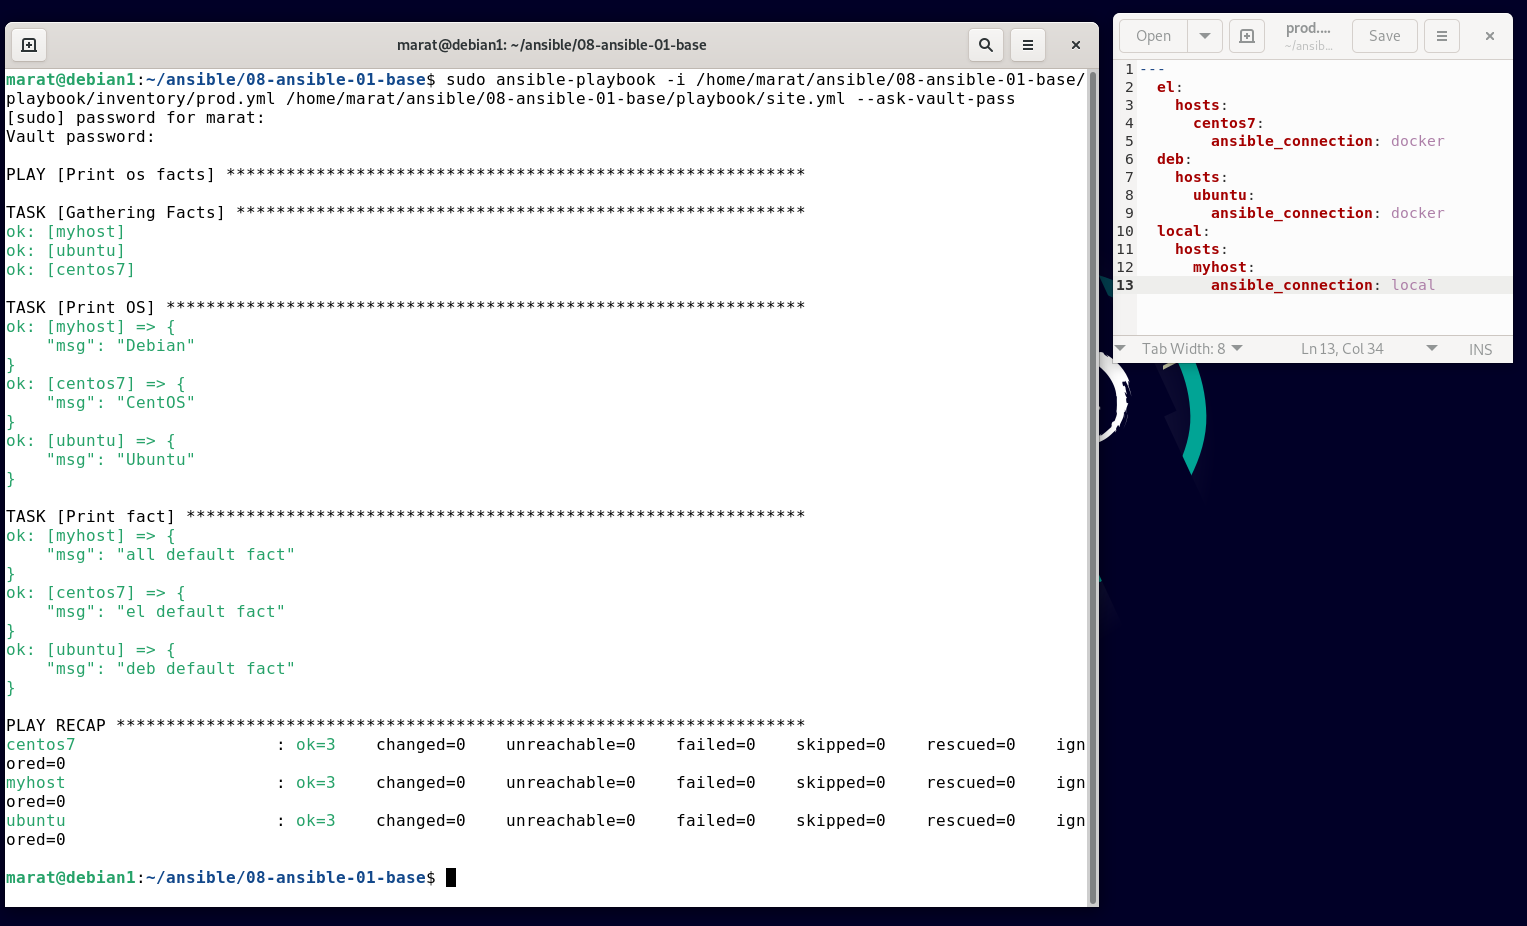 marat@debian1: ~/ansible/08-ansible-01-base
marat@debian1:~/ansible/08-ansible-01-base$ sudo ansible-playbook -i /home/marat/ansible/08-ansible-01-base/
playbook/inventory/prod.yml /home/marat/ansible/08-ansible-01-base/playbook/site.yml --ask-vault-pass
[sudo] password for marat:
Vault password:
PLAY [Print os facts] **********************************************************
TASK [Gathering Facts] *********************************************************
ok: [myhost]
ok: [ubuntu]
ok: [centos7]
TASK [Print OS] ****************************************************************
ok: [myhost] => {
    "msg": "Debian"
}
ok: [centos7] => {
    "msg": "CentOS"
}
ok: [ubuntu] => {
    "msg": "Ubuntu"
}
TASK [Print fact] **************************************************************
ok: [myhost] => {
    "msg": "all default fact"
}
ok: [centos7] => {
    "msg": "el default fact"
}
ok: [ubuntu] => {
    "msg": "deb default fact"
}
PLAY RECAP *********************************************************************
centos7                    : ok=3    changed=0    unreachable=0    failed=0    skipped=0    rescued=0    ign
ored=0
myhost                     : ok=3    changed=0    unreachable=0    failed=0    skipped=0    rescued=0    ign
ored=0
ubuntu                     : ok=3    changed=0    unreachable=0    failed=0    skipped=0    rescued=0    ign
ored=0
marat@debian1:~/ansible/08-ansible-01-base$
Open prod.... Save
~/ansib...
1 ---
2   el:
3     hosts:
4       centos7:
5         ansible_connection: docker
6   deb:
7     hosts:
8       ubuntu:
9         ansible_connection: docker
10   local:
11     hosts:
12       myhost:
13         ansible_connection: local
Tab Width: 8 Ln 13, Col 34 INS